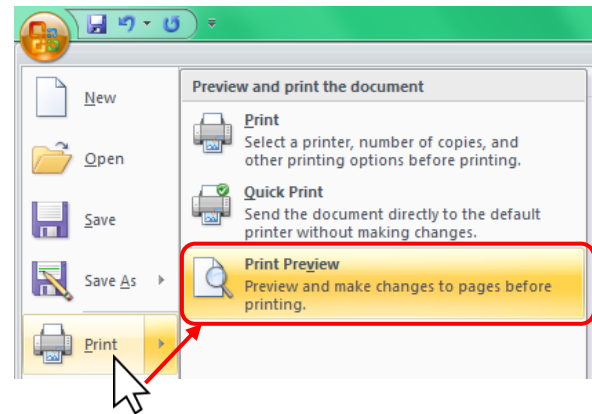 New
Open
Save
Save As
Print
Preview and print the document
Print
Select a printer, number of copies, and
other printing options before printing.
Quick Print
Send the document directly to the default
printer without making changes.
Print Preview
Preview and make changes to pages before
printing.